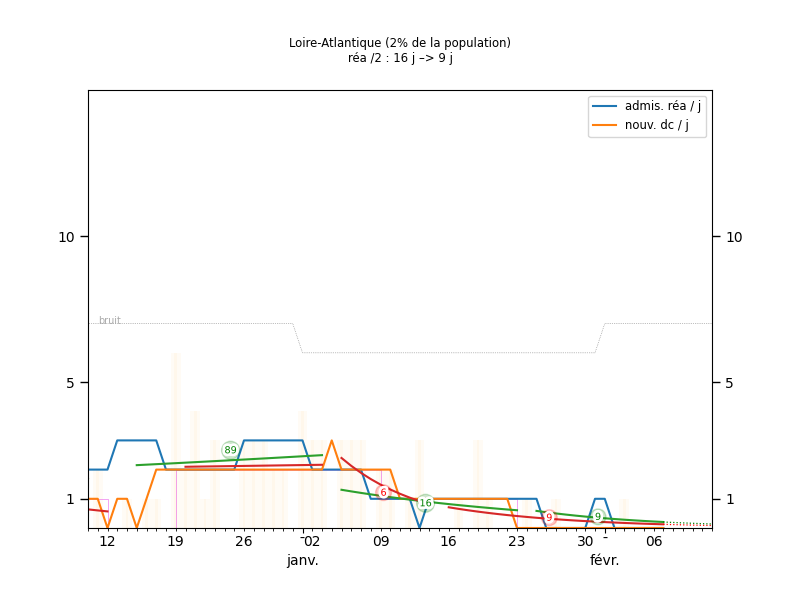 Loire-Atlantique (2% de la population)
réa /2 : 16 j –> 9 j
admis. réa / j
nouv. dc / j
10
10
bruit
5
5
89
6
16
9
9
1
1
12
19
26
02
09
16
23
30
06
janv.
févr.